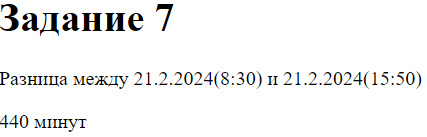 Задание 7
Разница между 21.2.2024(8:30) и 21.2.2024(15:50)
440 минут